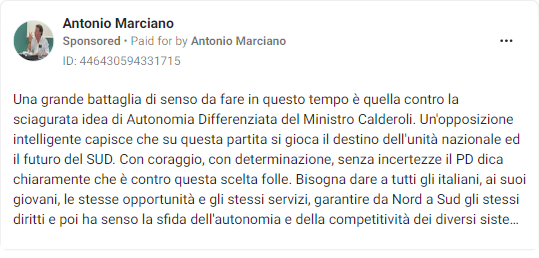 Antonio Marciano
Sponsored • Paid for by Antonio Marciano
ID: 446430594331715
Una grande battaglia di senso da fare in questo tempo è quella contro la
sciagurata idea di Autonomia Differenziata del Ministro Calderoli. Un'opposizione
intelligente capisce che su questa partita si gioca il destino dell'unità nazionale ed
il futuro del SUD. Con coraggio, con determinazione, senza incertezze il PD dica
chiaramente che è contro questa scelta folle. Bisogna dare a tutti gli italiani, ai suoi
giovani, le stesse opportunità e gli stessi servizi, garantire da Nord a Sud gli stessi
diritti e poi ha senso la sfida dell'autonomia e della competitività dei diversi siste...